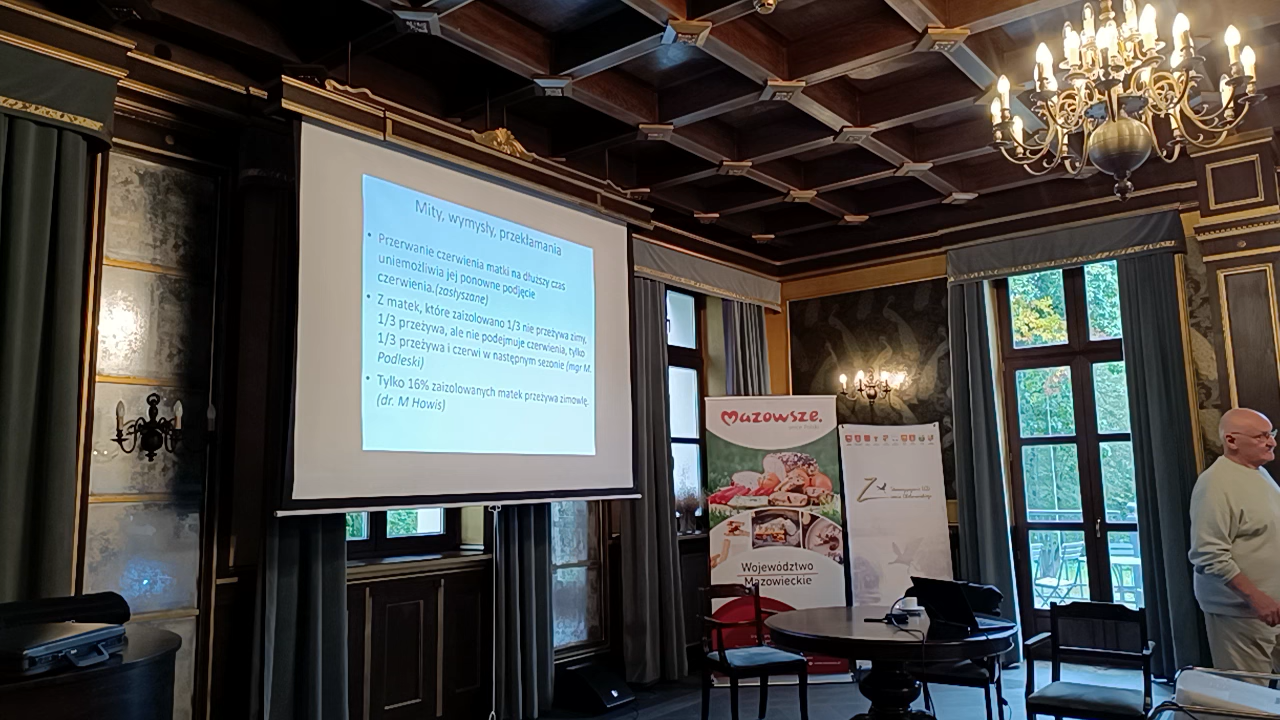 Mity, wymysły, przekłamania
• Przerwanie czerwienia matki na dłuższy czas
uniemożliwia jej ponowne podjęcie
czerwienia.(zasłyszane)
• Z matek, które zaizolowano 1/3 nie przeżywa zimy,
1/3 przeżywa, ale nie podejmuje czerwienia, tylko
1/3 przeżywa i czerwi w następnym sezonie (mgr M.
Podleski)
• Tylko 16% zaizolowanych matek przeżywa zimowlę.
(dr. M Howis)
mazowsze.
Województwo
Mazowieckie